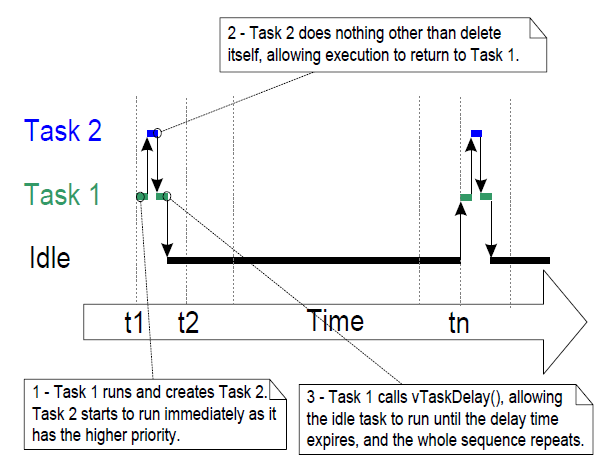 2 - Task 2 does nothing other than delete
itself, allowing execution to return to Task 1.
Task 2
Task 1
Idle
t1
t2
Time
tn
1 - Task 1 runs and creates Task 2.
Task 2 starts to run immediately as it
has the higher priority.
3 - Task 1 calls vTaskDelay(), allowing
the idle task to run until the delay time
expires, and the whole sequence repeats.